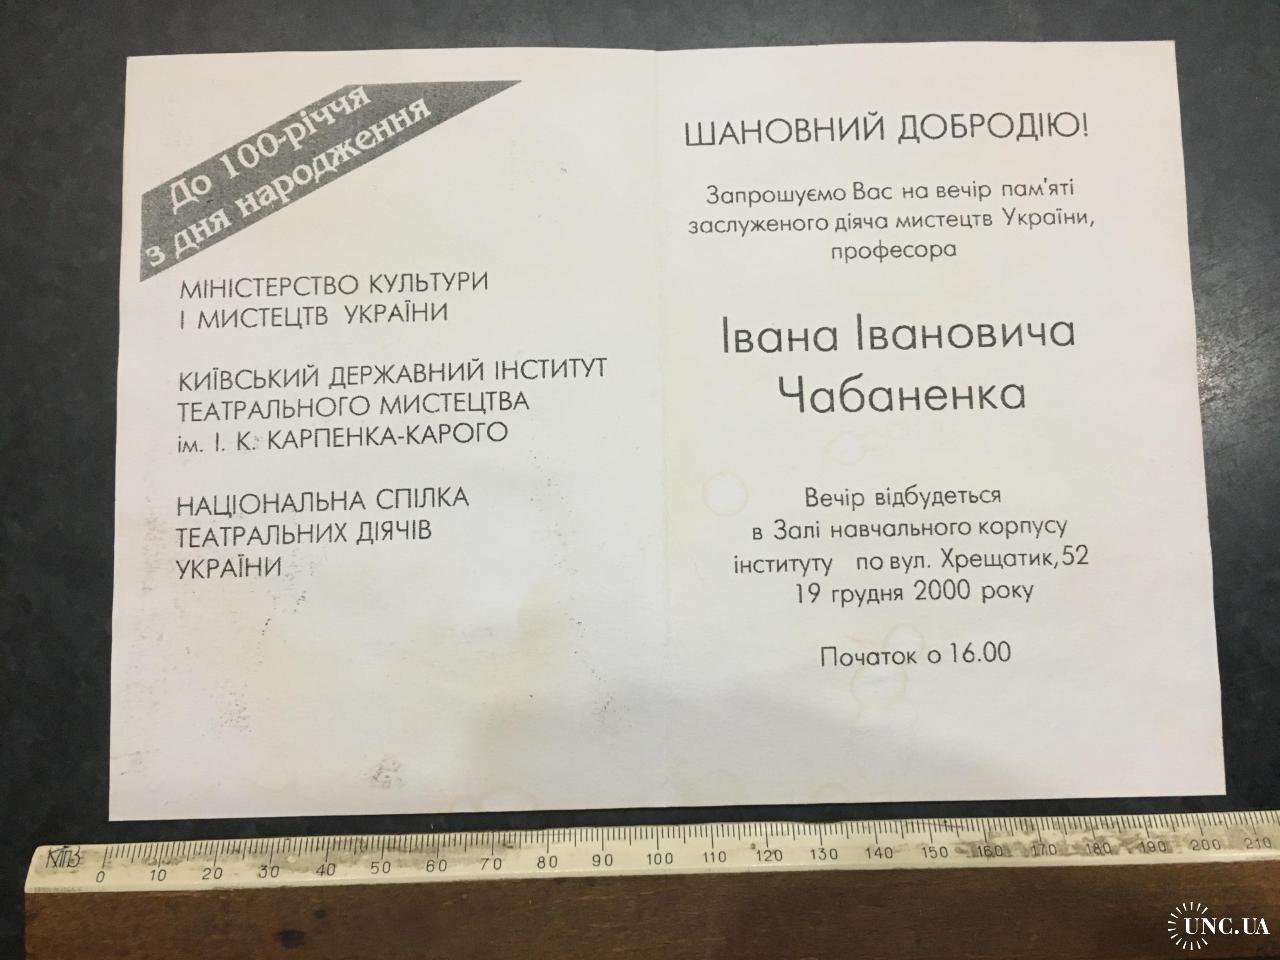 До 100-річчя
з дня народження
МІНІСТЕРСТВО КУЛЬТУРИ
І МИСТЕЦТВ УКРАЇНИ
КИЇВСЬКИЙ ДЕРЖАВНИЙ ІНСТИТУТ
ТЕАТРАЛЬНОГО МИСТЕЦТВА
ім. І. К. КАРПЕНКА-КАРОГО
НАЦІОНАЛЬНА СПІЛКА
ТЕАТРАЛЬНИХ ДІЯЧІВ
УКРАЇНИ
ШАНОВНИЙ ДОБРОДІЮ!
Запрошуємо Вас на вечір пам'яті
заслуженого діяча мистецтв України,
професора
Івана Івановича
Чабаненка
Вечір відбудеться
в Залі навчального корпусу
інституту по вул. Хрещатик,52
19 грудня 2000 року
Початок о 16.00
0 10 20 30 40 50 60 70 80 90 100 110 120 130 140 150 160 170 180 190 200 210
UNC.UA